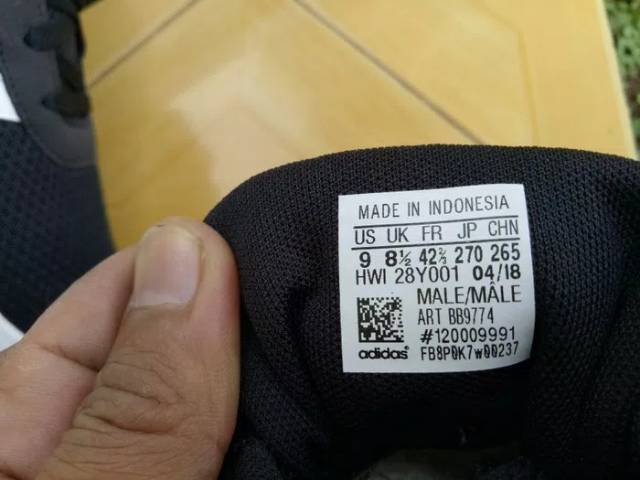 MADE IN INDONESIA
US UK FR JP CHN
9 8½ 42⅔ 270 265
HWI 28Y001 04/18
MALE/MÂLE
ART BB9774
#120009991
adidas FB8P0K7W00237